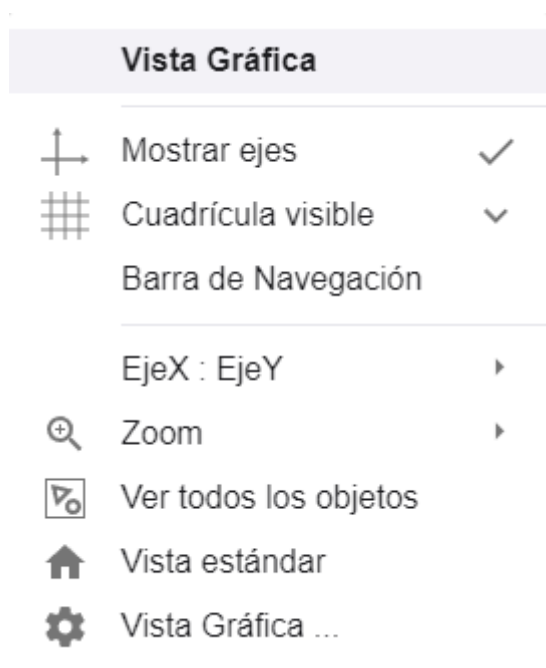 Vista Gráfica
Mostrar ejes
Cuadrícula visible
Barra de Navegación
EjeX : EjeY
Zoom
Ver todos los objetos
Vista estándar
Vista Gráfica ...